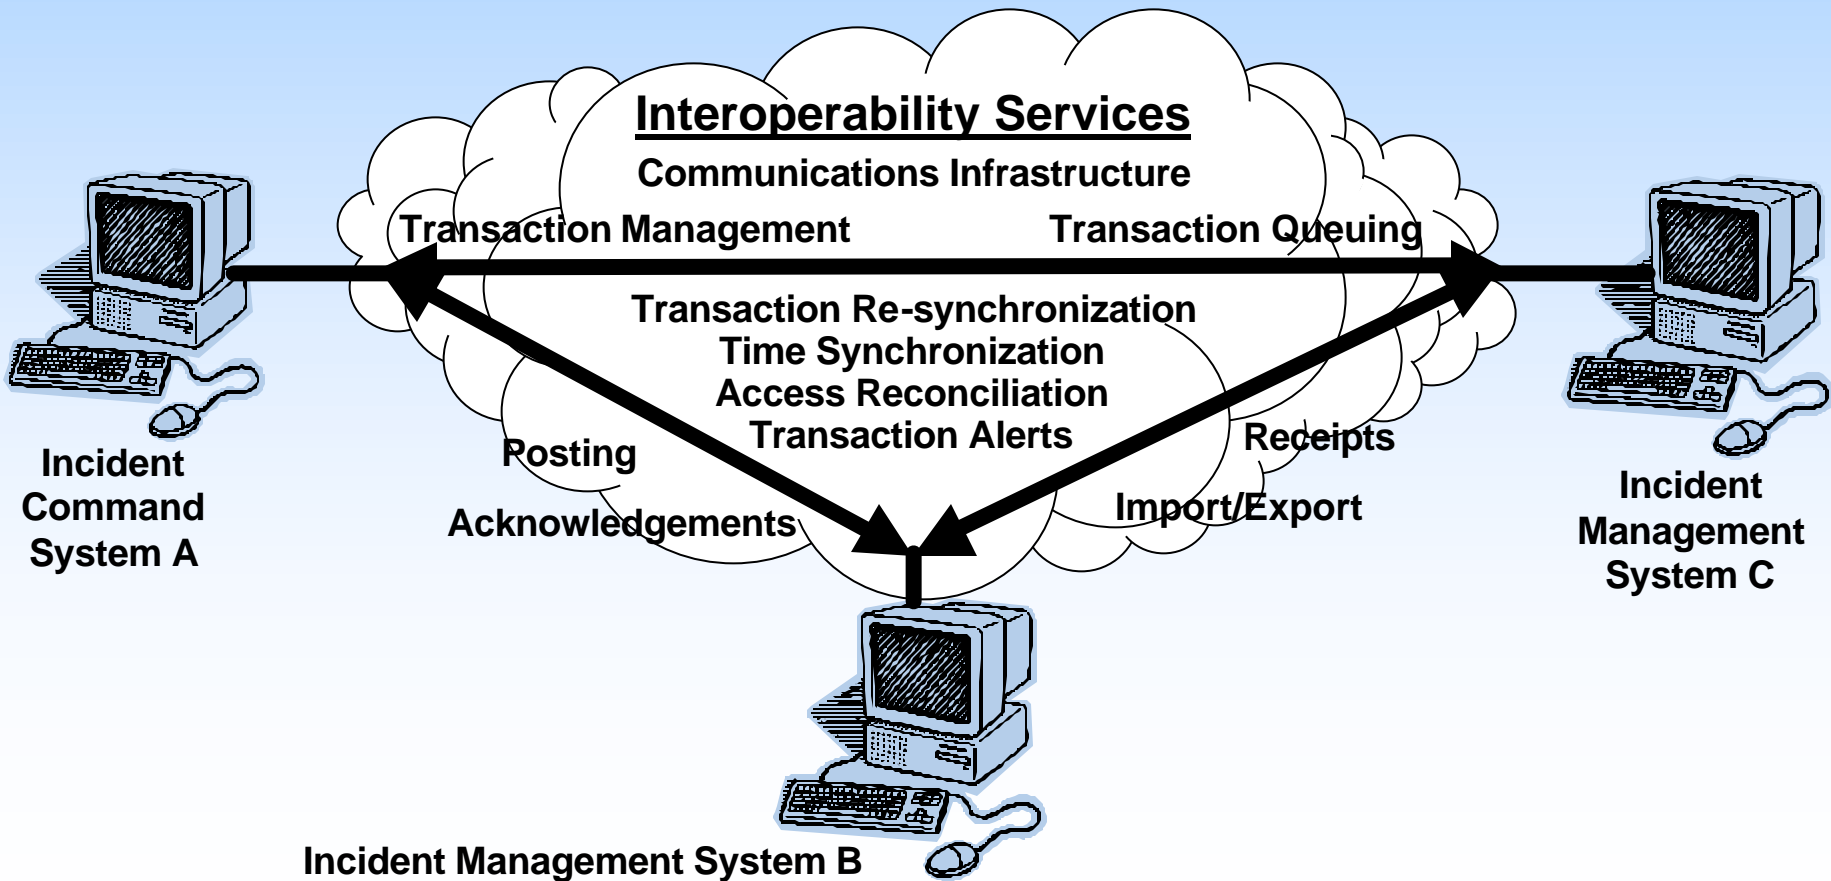 Interoperability Services
Communications Infrastructure
Transaction Management
Transaction Queuing
Transaction Re-synchronization
Time Synchronization
Access Reconciliation
Transaction Alerts
Posting
Acknowledgements
Receipts
Import/Export
Incident
Command
System A
Incident
Management
System C
Incident Management System B